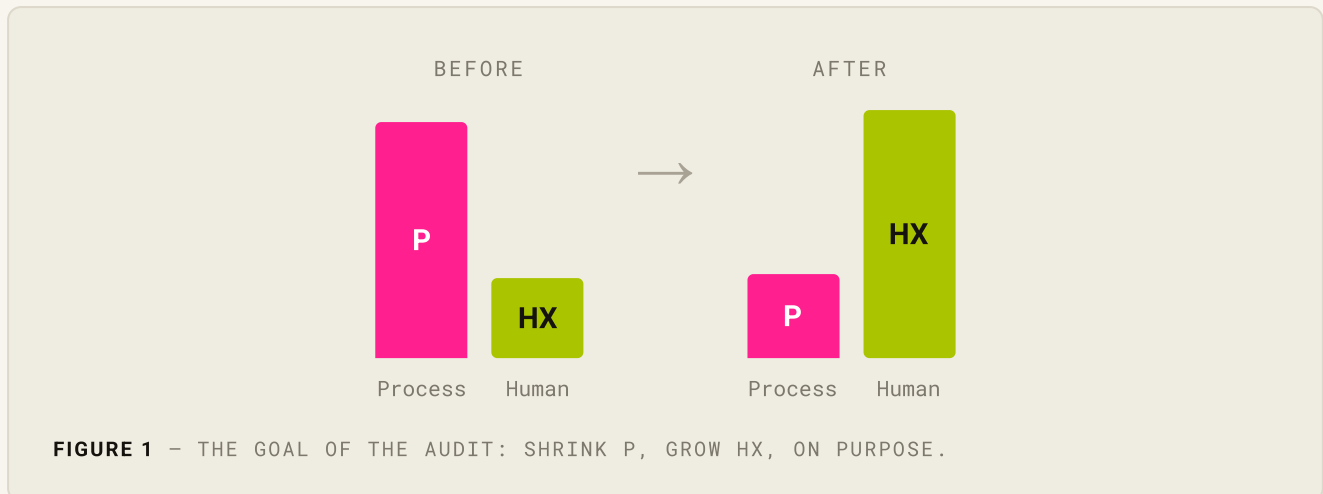 BEFORE
AFTER
P
HX
→
P
HX
Process
Human
Process
Human
FIGURE 1 — THE GOAL OF THE AUDIT: SHRINK P, GROW HX, ON PURPOSE.